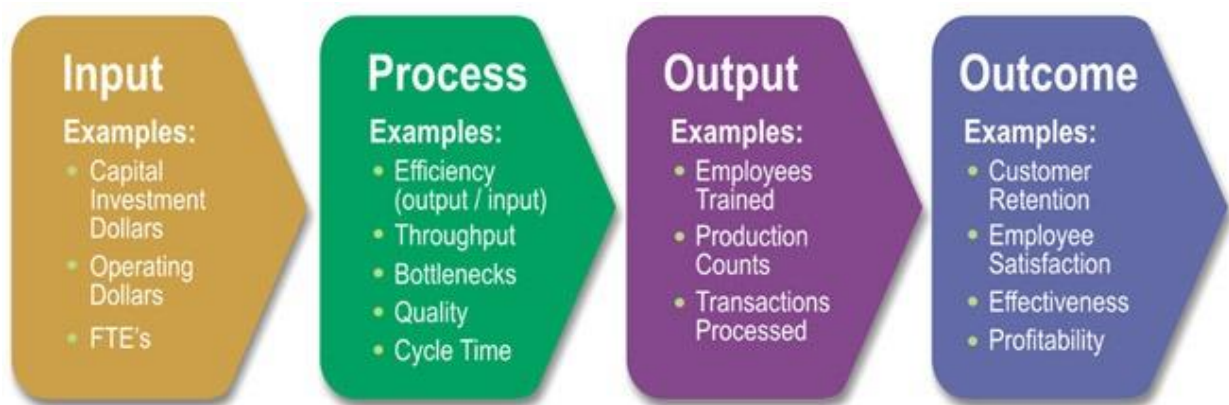 Input
Examples:
• Capital
Investment
Dollars
• Operating
Dollars
• FTE's
Process
Examples:
• Efficiency
(output / input)
• Throughput
• Bottlenecks
• Quality
• Cycle Time
Output
Examples:
• Employees
Trained
• Production
Counts
• Transactions
Processed
Outcome
Examples:
• Customer
Retention
• Employee
Satisfaction
• Effectiveness
• Profitability